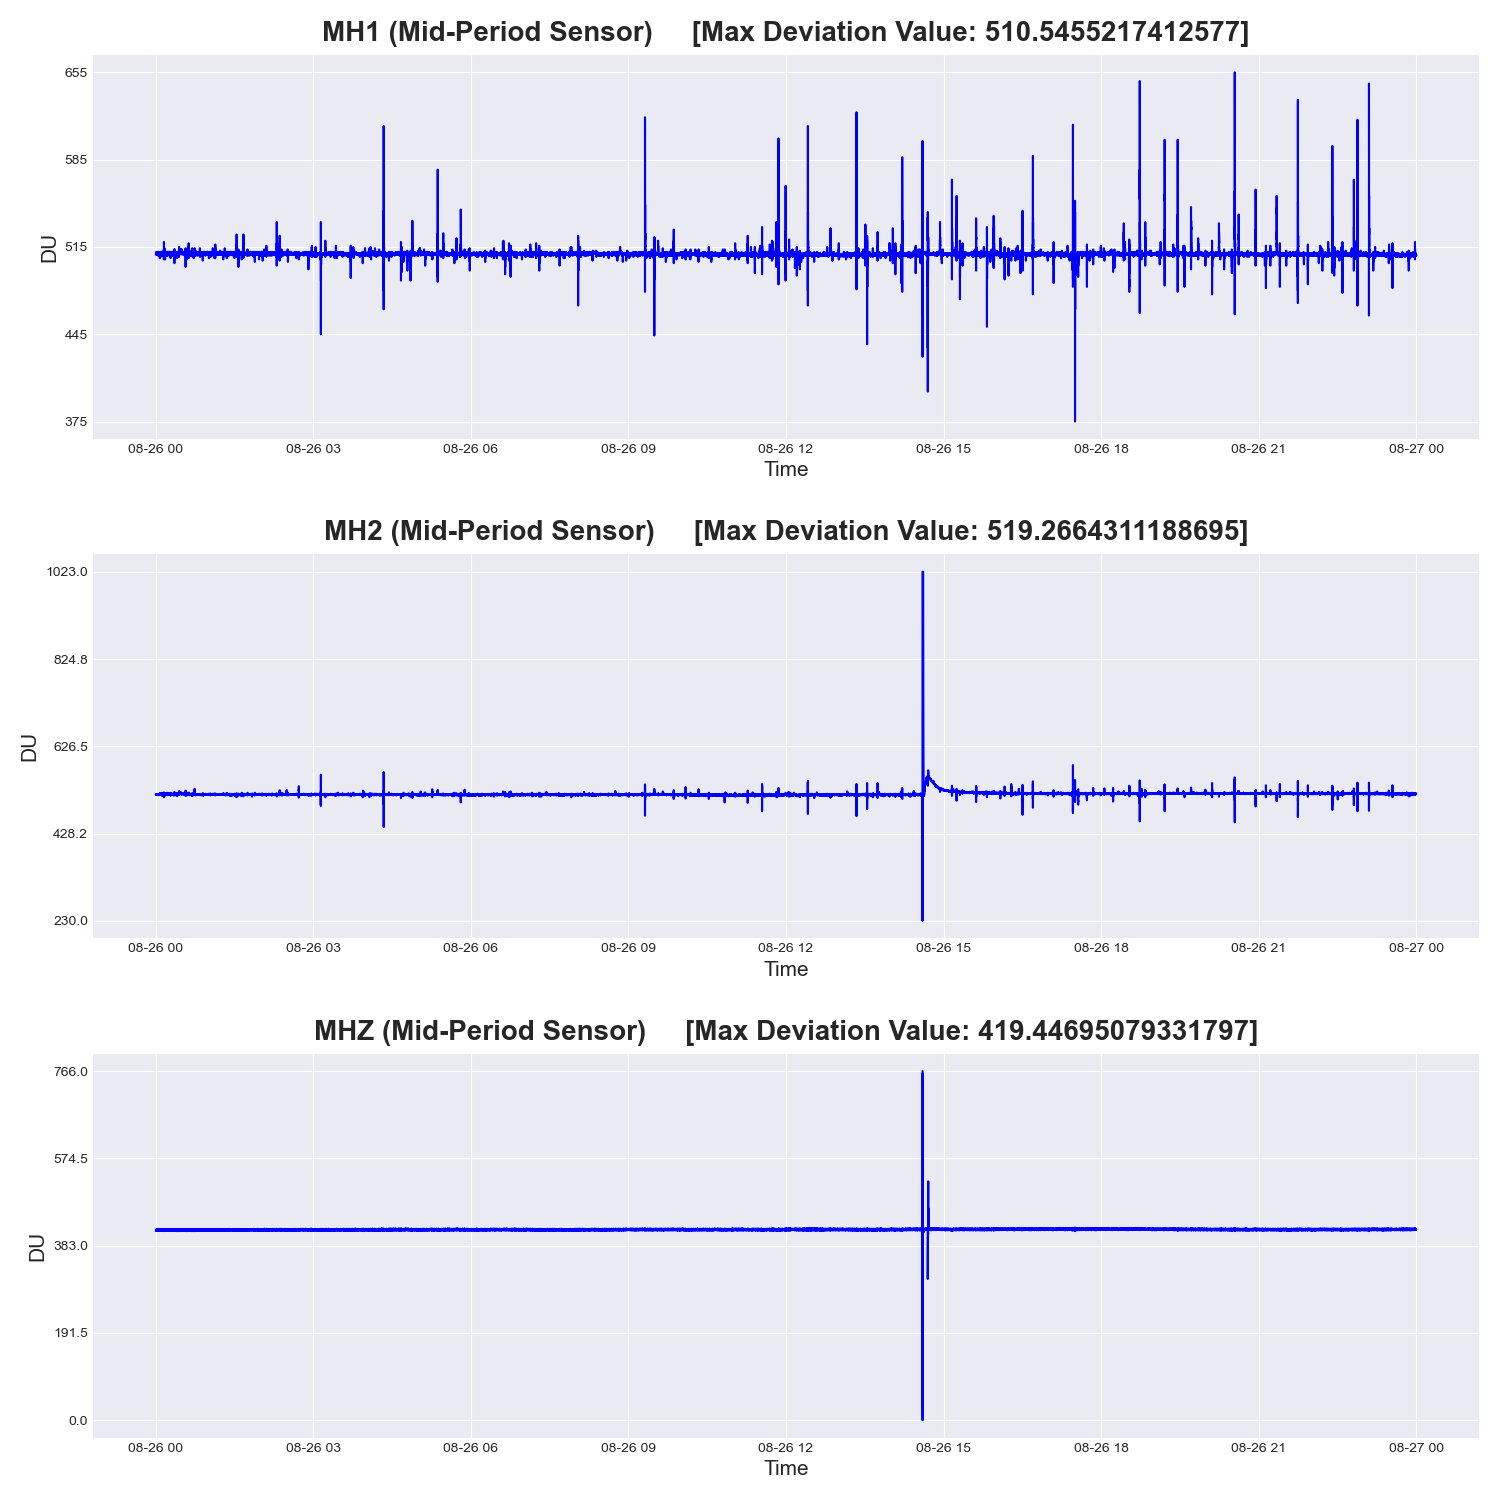 MH1 (Mid-Period Sensor) [Max Deviation Value: 510.5455217412577]
655
585
515
445
375
DU
08-26 00 08-26 03 08-26 06 08-26 09 08-26 12 08-26 15 08-26 18 08-26 21 08-27 00
Time
MH2 (Mid-Period Sensor) [Max Deviation Value: 519.2664311188695]
1023.0
824.8
626.5
428.2
230.0
DU
08-26 00 08-26 03 08-26 06 08-26 09 08-26 12 08-26 15 08-26 18 08-26 21 08-27 00
Time
MHZ (Mid-Period Sensor) [Max Deviation Value: 419.44695079331797]
766.0
574.5
383.0
191.5
0.0
DU
08-26 00 08-26 03 08-26 06 08-26 09 08-26 12 08-26 15 08-26 18 08-26 21 08-27 00
Time